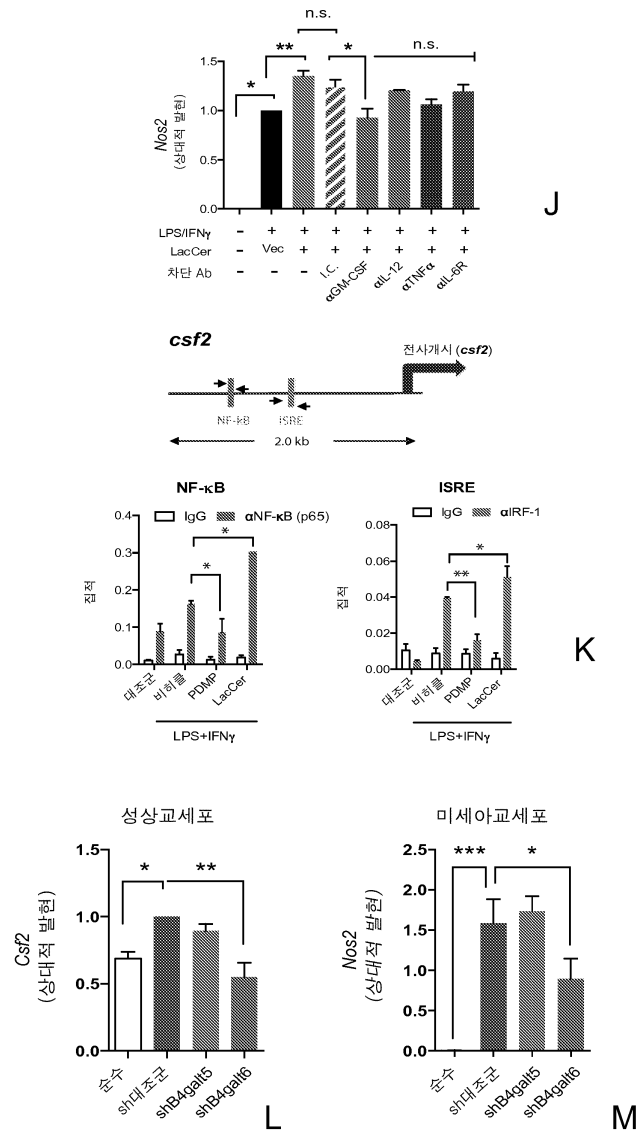 n.s.
** * n.s.
*
1.5
1.0
0.5
0.0
Nos2
(상대적 발현)
J
LPS/IFNγ - + + + + + + +
LacCer - Vec + + + + + +
차단 Ab - - - I.C. αGM-CSF αIL-12 αTNFα αIL-6R
csf2
전사개시 (csf2)
NF-kB ISRE
2.0 kb
NF-κB
IgG αNF-κB (p65)
0.4
0.3
0.2
0.1
0.0
집적
*
*
대조군 비히클 PDMP LacCer
LPS+IFNγ
ISRE
IgG αIRF-1
0.08
0.06
0.04
0.02
0.00
집적
*
**
대조군 비히클 PDMP LacCer
LPS+IFNγ
K
성상교세포
1.5
1.0
0.5
0.0
Csf2
(상대적 발현)
* **
순수 sh대조군 shB4galt5 shB4galt6
L
미세아교세포
2.5
2.0
1.5
1.0
0.5
0.0
Nos2
(상대적 발현)
*** *
순수 sh대조군 shB4galt5 shB4galt6
M